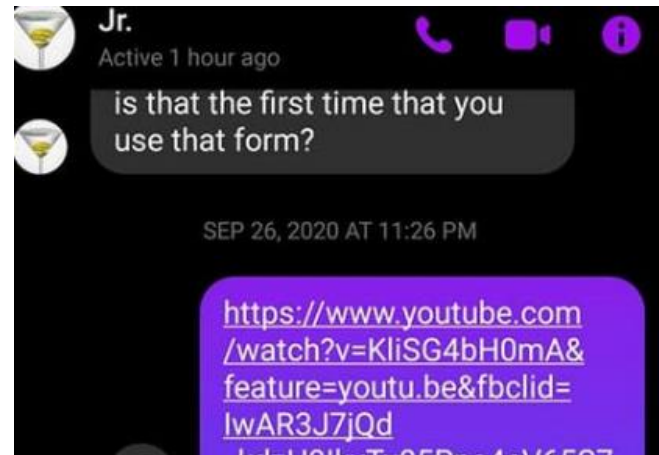 Jr.
Active 1 hour ago
is that the first time that you
use that form?
SEP 26, 2020 AT 11:26 PM
https://www.youtube.com
/watch?v=KliSG4bH0mA&
feature=youtu.be&fbclid=
IwAR3J7jQd